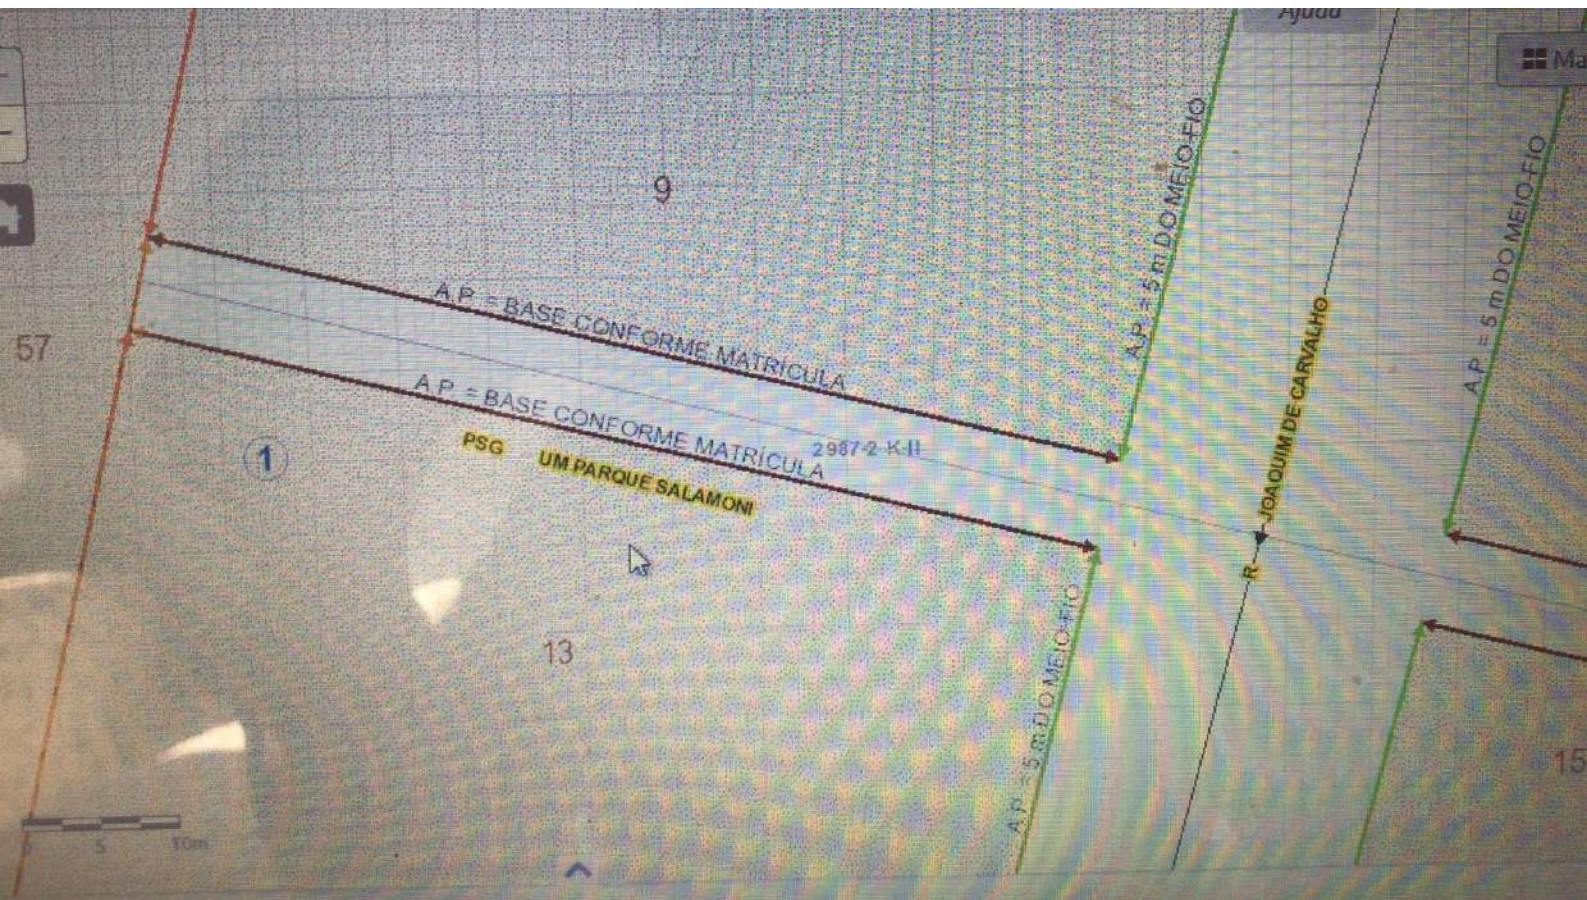 Ajuda
Ma
9
A.P. = 5 m DO MEIO-FIO
A.P. = 5 m DO MEIO-FIO
57
A.P. = BASE CONFORME MATRÍCULA
A.P. = BASE CONFORME MATRÍCULA
2987-2 K-II
JOAQUIM DE CARVALHO
R
1
PSG UM PARQUE SALAMONI
13
A.P. = 5 m DO MEIO-FIO
15
0 5 10m